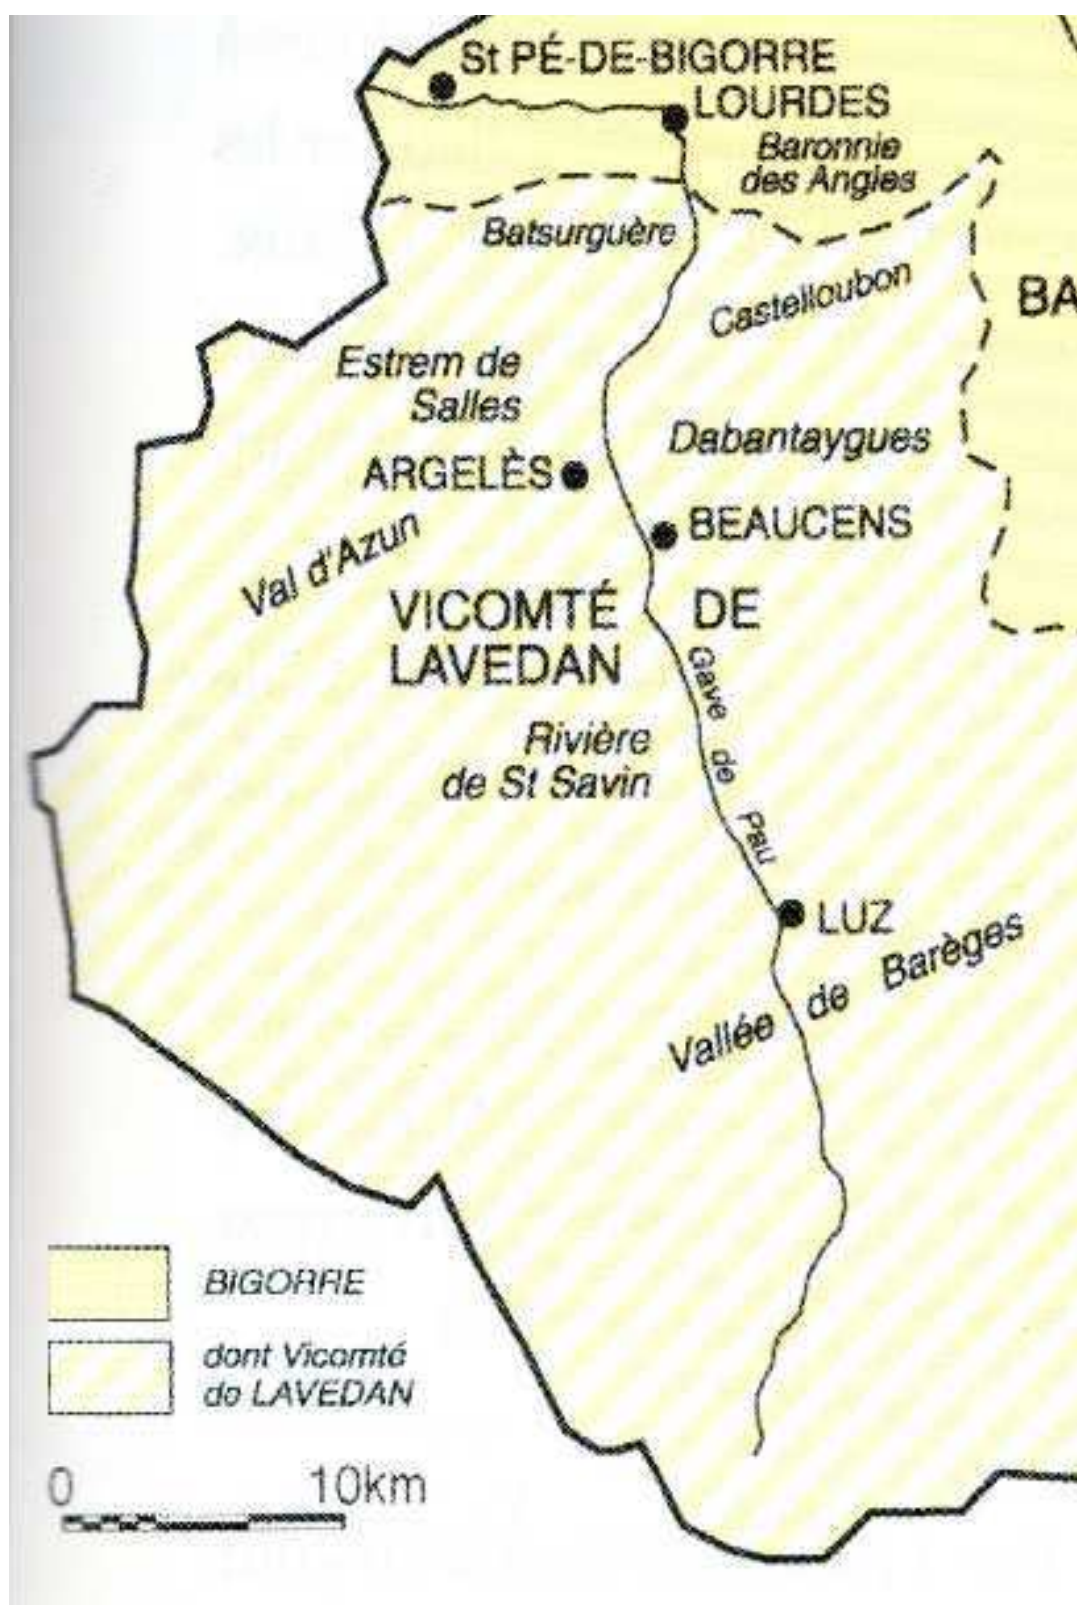 St PÉ-DE-BIGORRE
LOURDES
Baronnie
des Angles
Batsurguère
Castelloubon
BA
Estrem de
Salles
Dabantaygues
ARGELÈS
BEAUCENS
Val d'Azun
VICOMTÉ DE
LAVEDAN
Gave de Pau
Rivière
de St Savin
LUZ
Vallée de Barèges
BIGORRE
dont Vicomté
de LAVEDAN
0 10km